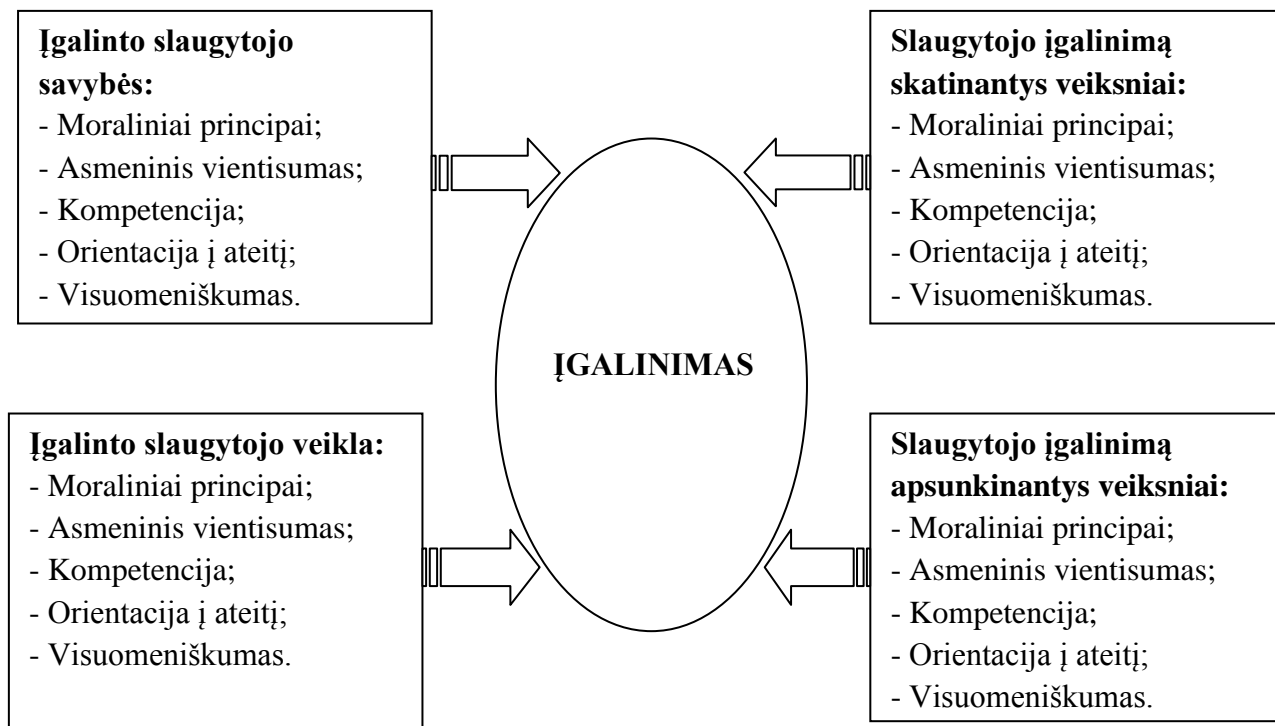 Įgalinto slaugytojo
savybės:
- Moraliniai principai;
- Asmeninis vientisumas;
- Kompetencija;
- Orientacija į ateitį;
- Visuomeniškumas.
Slaugytojo įgalinimą
skatinantys veiksniai:
- Moraliniai principai;
- Asmeninis vientisumas;
- Kompetencija;
- Orientacija į ateitį;
- Visuomeniškumas.
ĮGALINIMAS
Įgalinto slaugytojo veikla:
- Moraliniai principai;
- Asmeninis vientisumas;
- Kompetencija;
- Orientacija į ateitį;
- Visuomeniškumas.
Slaugytojo įgalinimą
apsunkinantys veiksniai:
- Moraliniai principai;
- Asmeninis vientisumas;
- Kompetencija;
- Orientacija į ateitį;
- Visuomeniškumas.